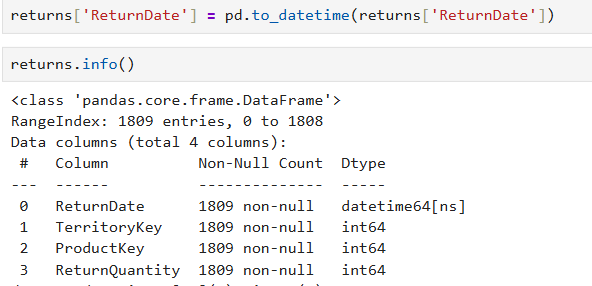 returns['ReturnDate'] = pd.to_datetime(returns['ReturnDate'])
returns.info()
<class 'pandas.core.frame.DataFrame'>
RangeIndex: 1809 entries, 0 to 1808
Data columns (total 4 columns):
#   Column          Non-Null Count  Dtype
---  ------          --------------  -----
0   ReturnDate      1809 non-null   datetime64[ns]
1   TerritoryKey    1809 non-null   int64
2   ProductKey      1809 non-null   int64
3   ReturnQuantity  1809 non-null   int64